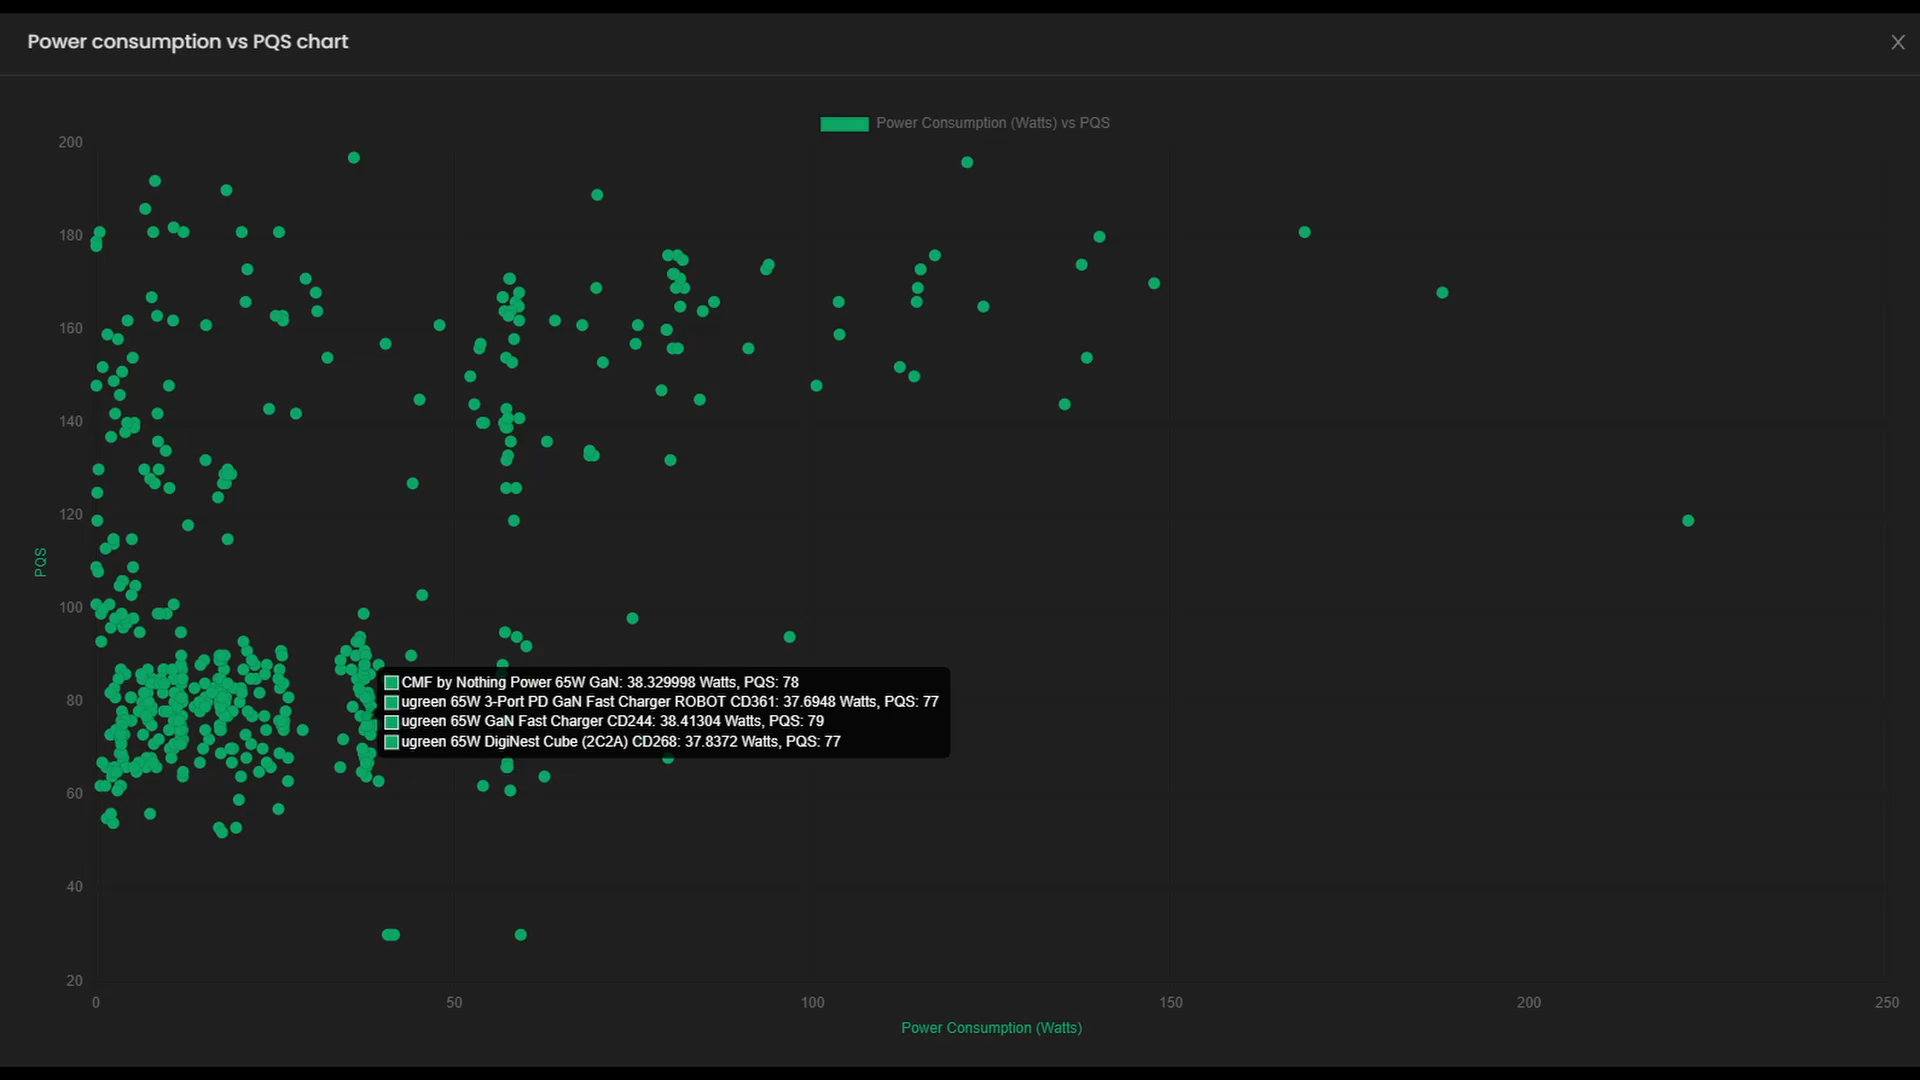 Power consumption vs PQS chart
X
Power Consumption (Watts) vs PQS
200
180
160
140
120
PQS
100
80
60
40
20
CMF by Nothing Power 65W GaN: 38.329998 Watts, PQS: 78
ugreen 65W 3-Port PD GaN Fast Charger ROBOT CD361: 37.6948 Watts, PQS: 77
ugreen 65W GaN Fast Charger CD244: 38.41304 Watts, PQS: 79
ugreen 65W DigiNest Cube (2C2A) CD268: 37.8372 Watts, PQS: 77
0 50 100 150 200 250
Power Consumption (Watts)